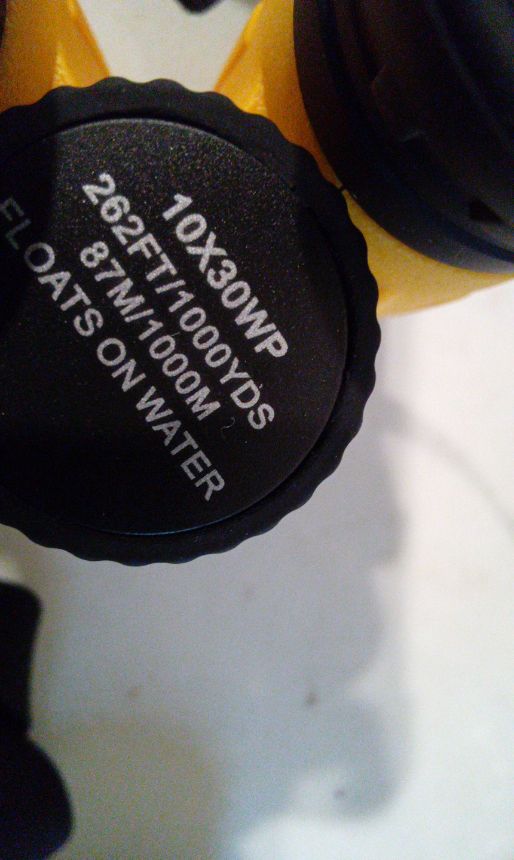 10X30WP
262FT/1000YDS
87M/1000M
FLOATS ON WATER